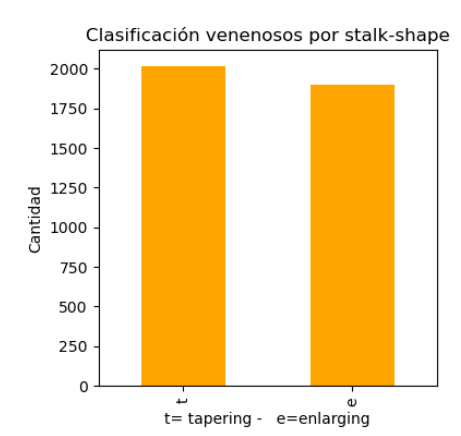 Clasificación venenosos por stalk-shape
2000
1750
1500
1250
1000
750
500
250
0
Cantidad
t
e
t= tapering -   e=enlarging